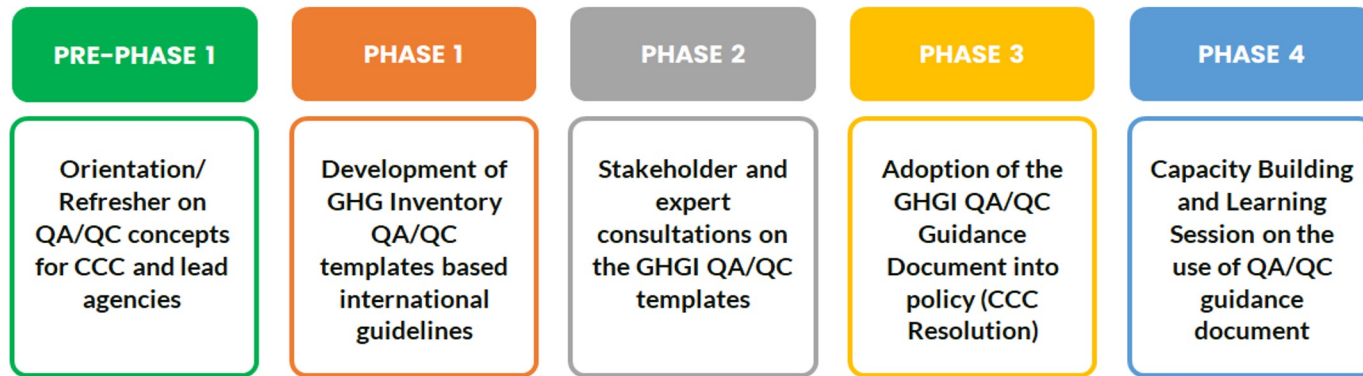 PRE-PHASE 1
Orientation/
Refresher on
QA/QC concepts
for CCC and lead
agencies
PHASE 1
Development of
GHG Inventory
QA/QC
templates based
international
guidelines
PHASE 2
Stakeholder and
expert
consultations on
the GHGI QA/QC
templates
PHASE 3
Adoption of the
GHGI QA/QC
Guidance
Document into
policy (CCC
Resolution)
PHASE 4
Capacity Building
and Learning
Session on the
use of QA/QC
guidance
document